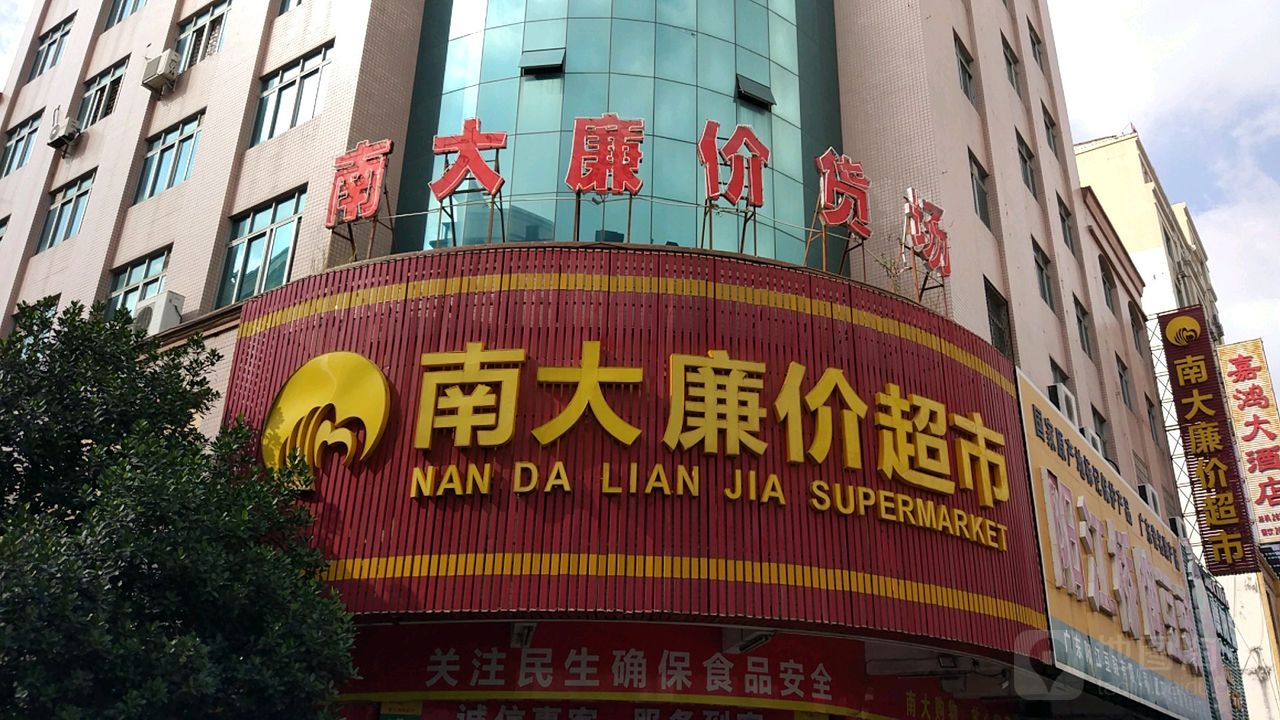 南大廉价货场
南大廉价超市
NAN DA LIAN JIA SUPERMARKET
关注民生确保食品安全
南大廉价超市
嘉鸿大酒店
阳江